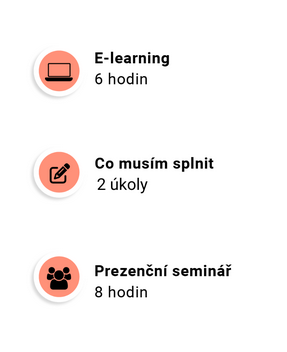 E-learning
6 hodin
Co musím splnit
2 úkoly
Prezenční seminář
8 hodin